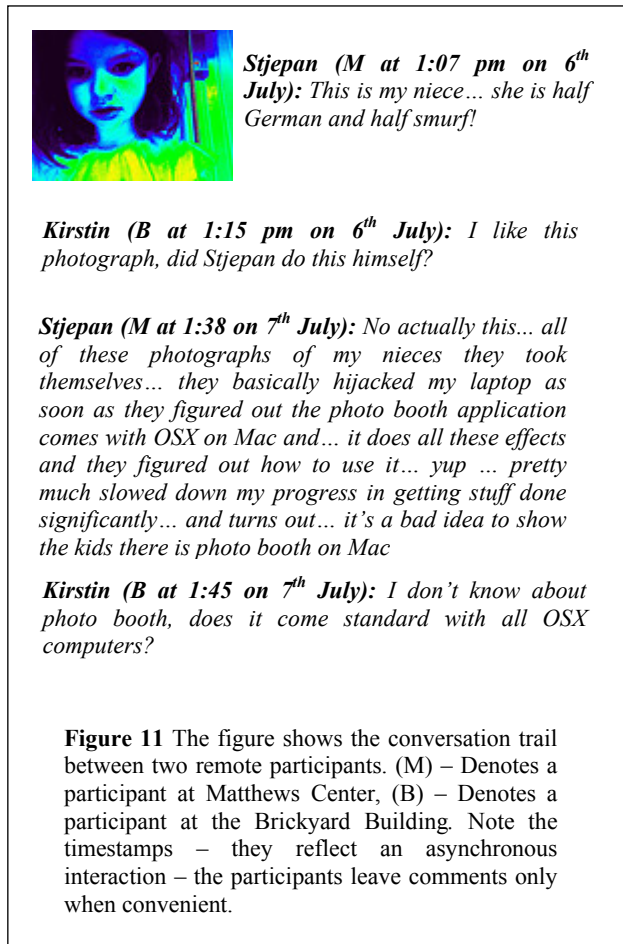 Stjepan (M at 1:07 pm on 6th
July): This is my niece… she is half
German and half smurf!
Kirstin (B at 1:15 pm on 6th July): I like this
photograph, did Stjepan do this himself?
Stjepan (M at 1:38 on 7th July): No actually this... all
of these photographs of my nieces they took
themselves… they basically hijacked my laptop as
soon as they figured out the photo booth application
comes with OSX on Mac and… it does all these effects
and they figured out how to use it… yup … pretty
much slowed down my progress in getting stuff done
significantly… and turns out… it's a bad idea to show
the kids there is photo booth on Mac
Kirstin (B at 1:45 on 7th July): I don't know about
photo booth, does it come standard with all OSX
computers?
Figure 11 The figure shows the conversation trail
between two remote participants. (M) – Denotes a
participant at Matthews Center, (B) – Denotes a
participant at the Brickyard Building. Note the
timestamps – they reflect an asynchronous
interaction – the participants leave comments only
when convenient.